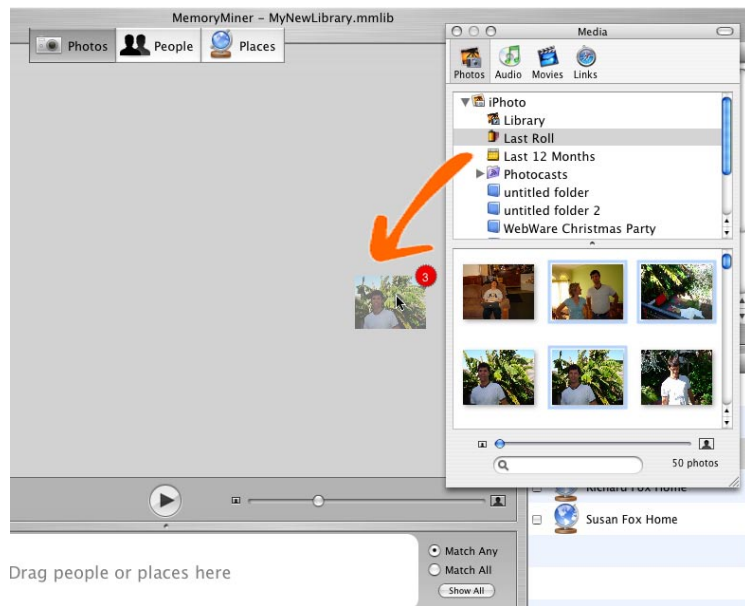 MemoryMiner – MyNewLibrary.mmlib
Photos
People
Places
Media
Photos
Audio
Movies
Links
iPhoto
Library
Last Roll
Last 12 Months
Photocasts
untitled folder
untitled folder 2
WebWare Christmas Party
3
50 photos
Richard Fox Home
Susan Fox Home
Drag people or places here
Match Any
Match All
Show All